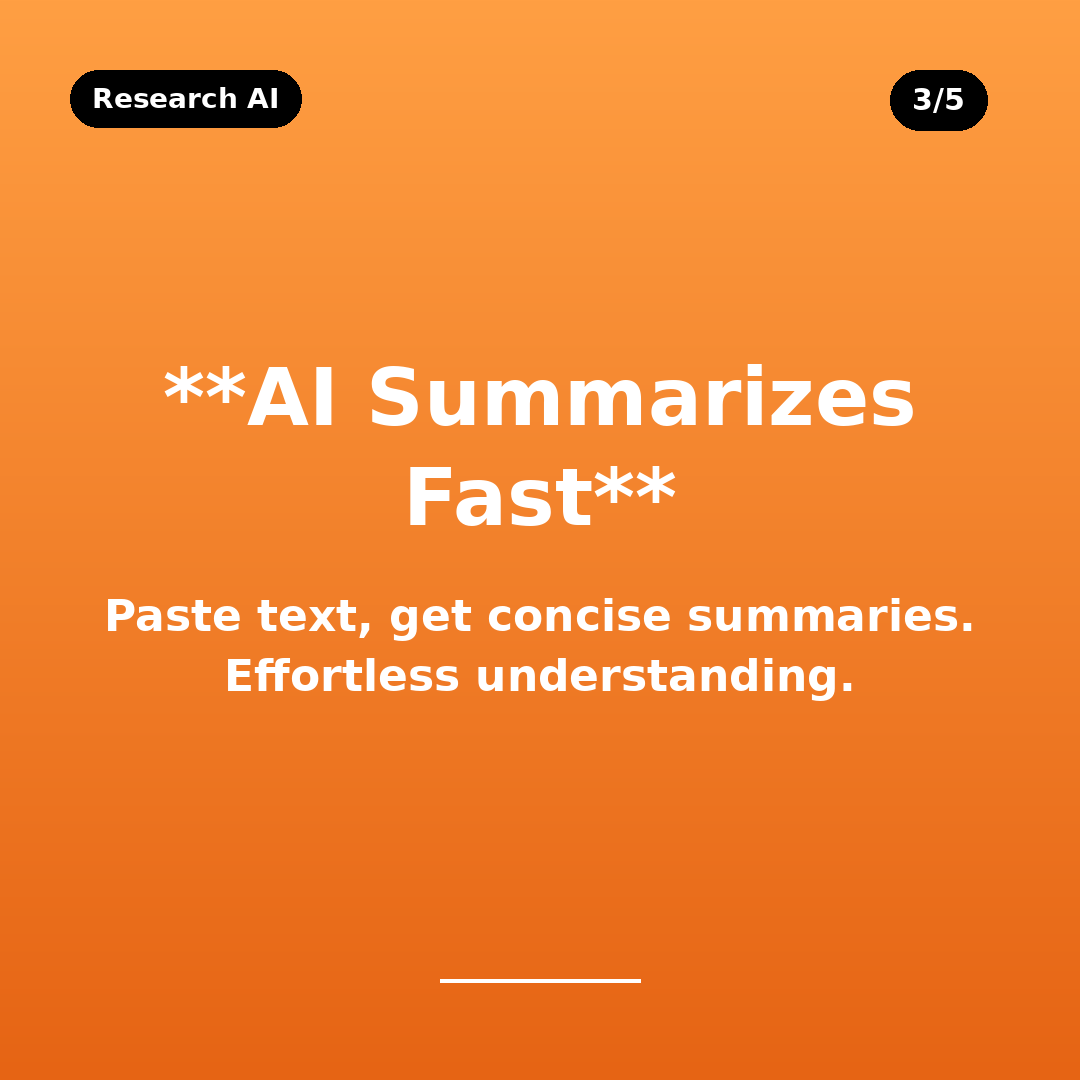 Research AI
3/5
**AI Summarizes
Fast**
Paste text, get concise summaries.
Effortless understanding.